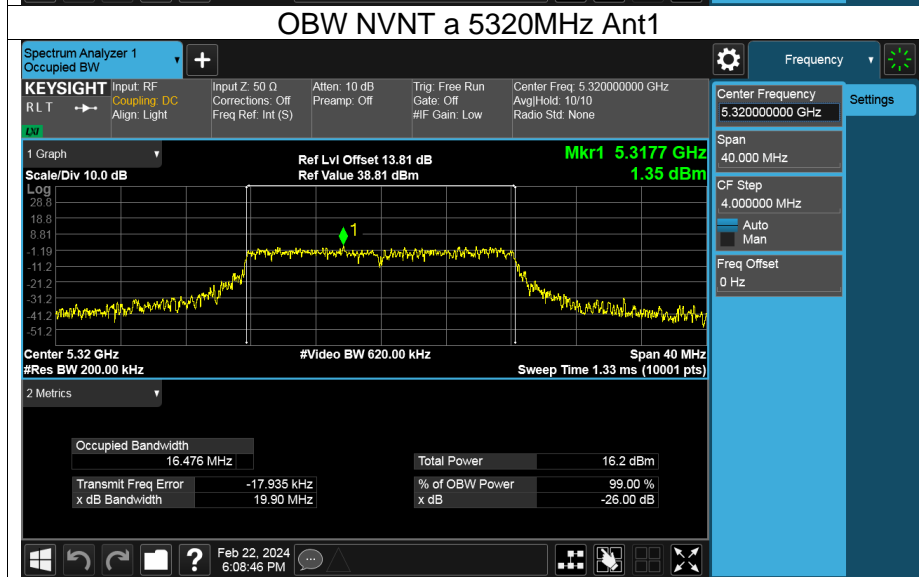 OBW NVNT a 5320MHz Ant1
Spectrum Analyzer 1
Occupied BW
+
Frequency
KEYSIGHT
R L T
LXI
Input: RF
Coupling: DC
Align: Light
Input Z: 50 Ω
Corrections: Off
Freq Ref: Int (S)
Atten: 10 dB
Preamp: Off
Trig: Free Run
Gate: Off
#IF Gain: Low
Center Freq: 5.320000000 GHz
Avg|Hold: 10/10
Radio Std: None
Center Frequency
5.320000000 GHz
Settings
Span
40.000 MHz
CF Step
4.000000 MHz
Auto
Man
Freq Offset
0 Hz
1 Graph
Ref Lvl Offset 13.81 dB
Mkr1 5.3177 GHz
Scale/Div 10.0 dB
Ref Value 38.81 dBm
1.35 dBm
Log
28.8
18.8
8.81
-1.19
-11.2
-21.2
-31.2
-41.2
-51.2
1
Center 5.32 GHz
#Video BW 620.00 kHz
Span 40 MHz
#Res BW 200.00 kHz
Sweep Time 1.33 ms (10001 pts)
2 Metrics
Occupied Bandwidth
16.476 MHz
Total Power 16.2 dBm
Transmit Freq Error -17.935 kHz
% of OBW Power 99.00 %
x dB Bandwidth 19.90 MHz
x dB -26.00 dB
?
Feb 22, 2024
6:08:46 PM